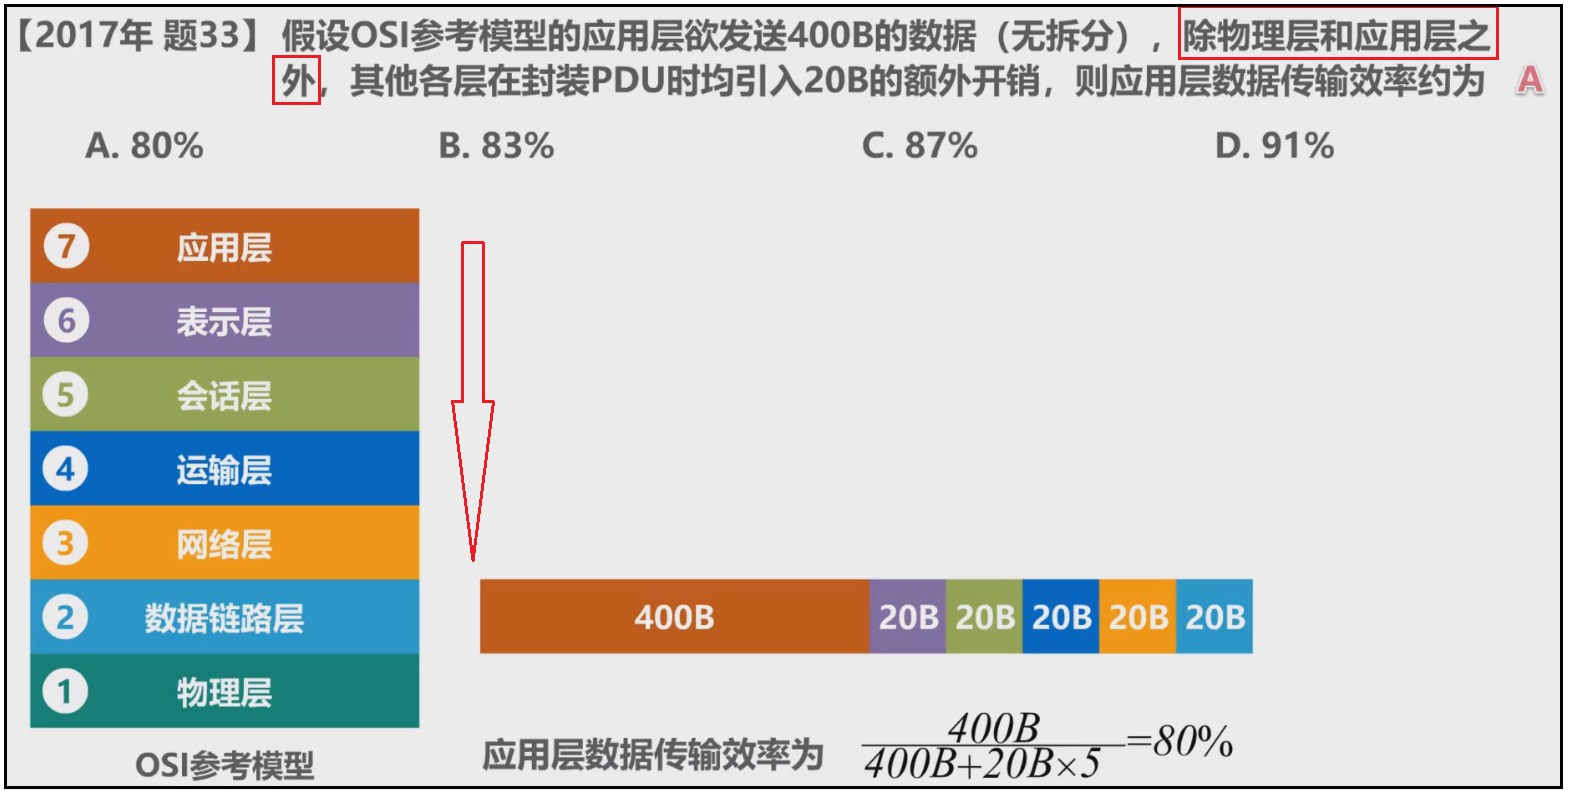 【2017年 题33】 假设OSI参考模型的应用层欲发送400B的数据（无拆分），除物理层和应用层之
外，其他各层在封装PDU时均引入20B的额外开销，则应用层数据传输效率约为 A
A. 80% B. 83% C. 87% D. 91%
7 应用层
6 表示层
5 会话层
4 运输层
3 网络层
2 数据链路层
400B 20B 20B 20B 20B 20B
1 物理层
OSI参考模型
应用层数据传输效率为 400B / 400B+20B×5 =80%